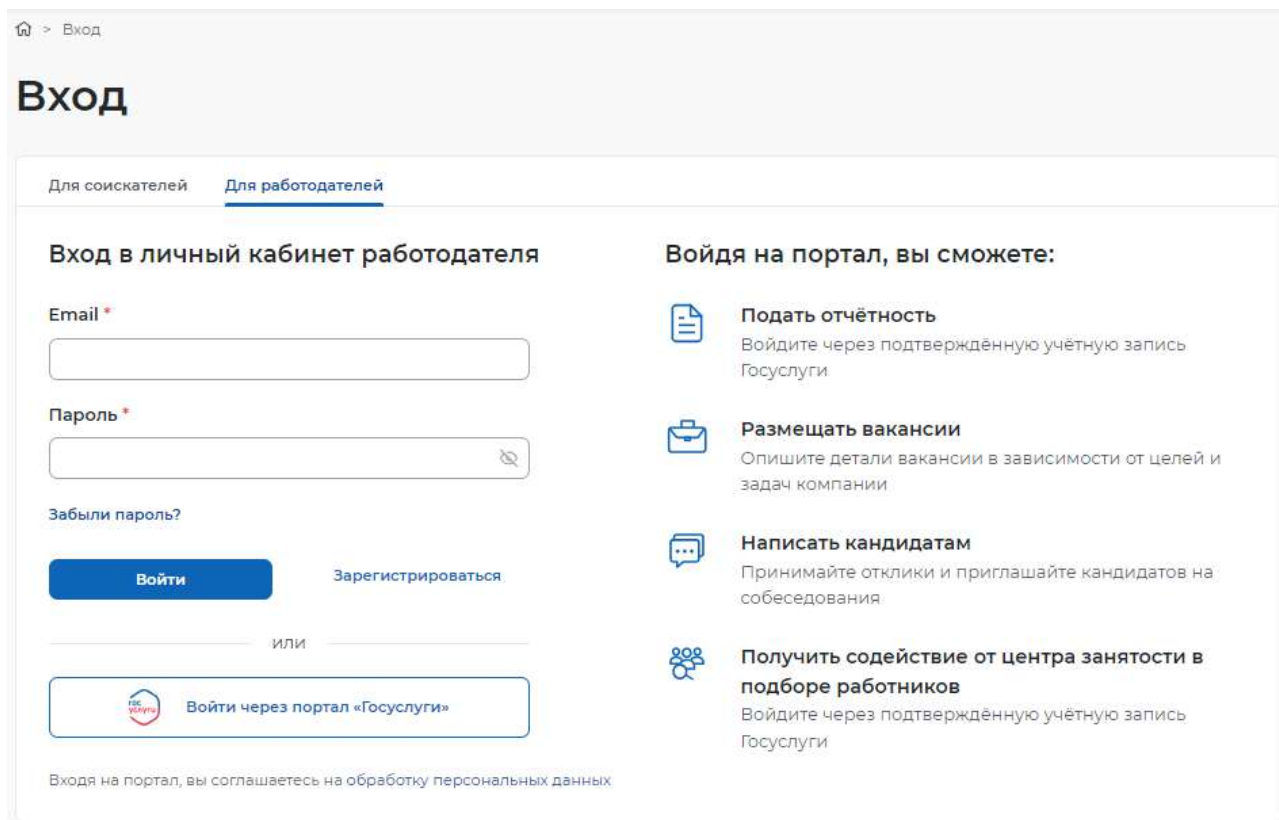 > Вход
Вход
Для соискателей Для работодателей
Вход в личный кабинет работодателя
Email *
Пароль *
Забыли пароль?
Войти Зарегистрироваться
или
гос
услуги
Войти через портал «Госуслуги»
Входя на портал, вы соглашаетесь на обработку персональных данных
Войдя на портал, вы сможете:
Подать отчётность
Войдите через подтверждённую учётную запись
Госуслуги
Размещать вакансии
Опишите детали вакансии в зависимости от целей и
задач компании
Написать кандидатам
Принимайте отклики и приглашайте кандидатов на
собеседования
Получить содействие от центра занятости в
подборе работников
Войдите через подтверждённую учётную запись
Госуслуги